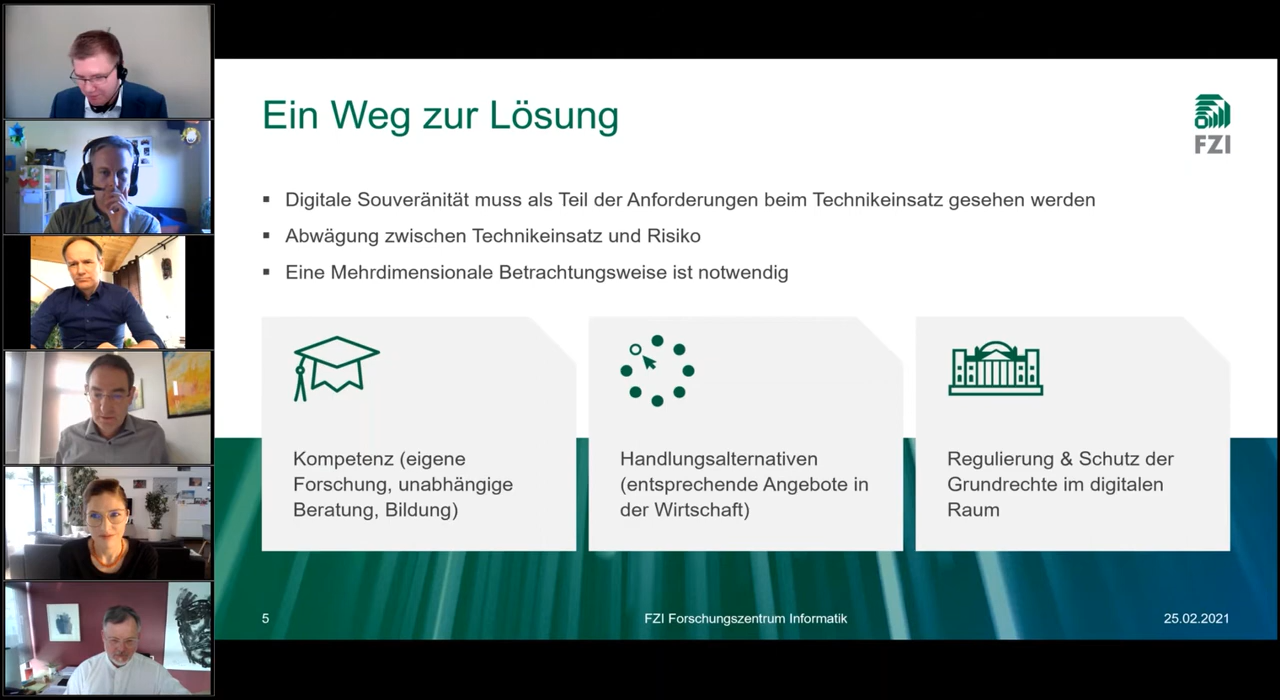 Ein Weg zur Lösung
FZI
▪ Digitale Souveränität muss als Teil der Anforderungen beim Technikeinsatz gesehen werden
▪ Abwägung zwischen Technikeinsatz und Risiko
▪ Eine Mehrdimensionale Betrachtungsweise ist notwendig
Kompetenz (eigene
Forschung, unabhängige
Beratung, Bildung)
Handlungsalternativen
(entsprechende Angebote in
der Wirtschaft)
Regulierung & Schutz der
Grundrechte im digitalen
Raum
5
FZI Forschungszentrum Informatik
25.02.2021